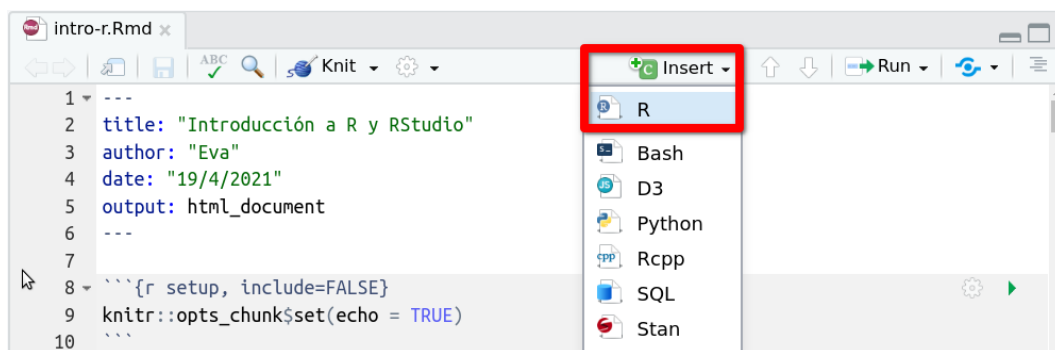 intro-r.Rmd
ABC Knit Insert Run
1 ---
2 title: "Introducción a R y RStudio"
3 author: "Eva"
4 date: "19/4/2021"
5 output: html_document
6 ---
7
8 ```{r setup, include=FALSE}
9 knitr::opts_chunk$set(echo = TRUE)
10 ```
R
Bash
D3
Python
Rcpp
SQL
Stan